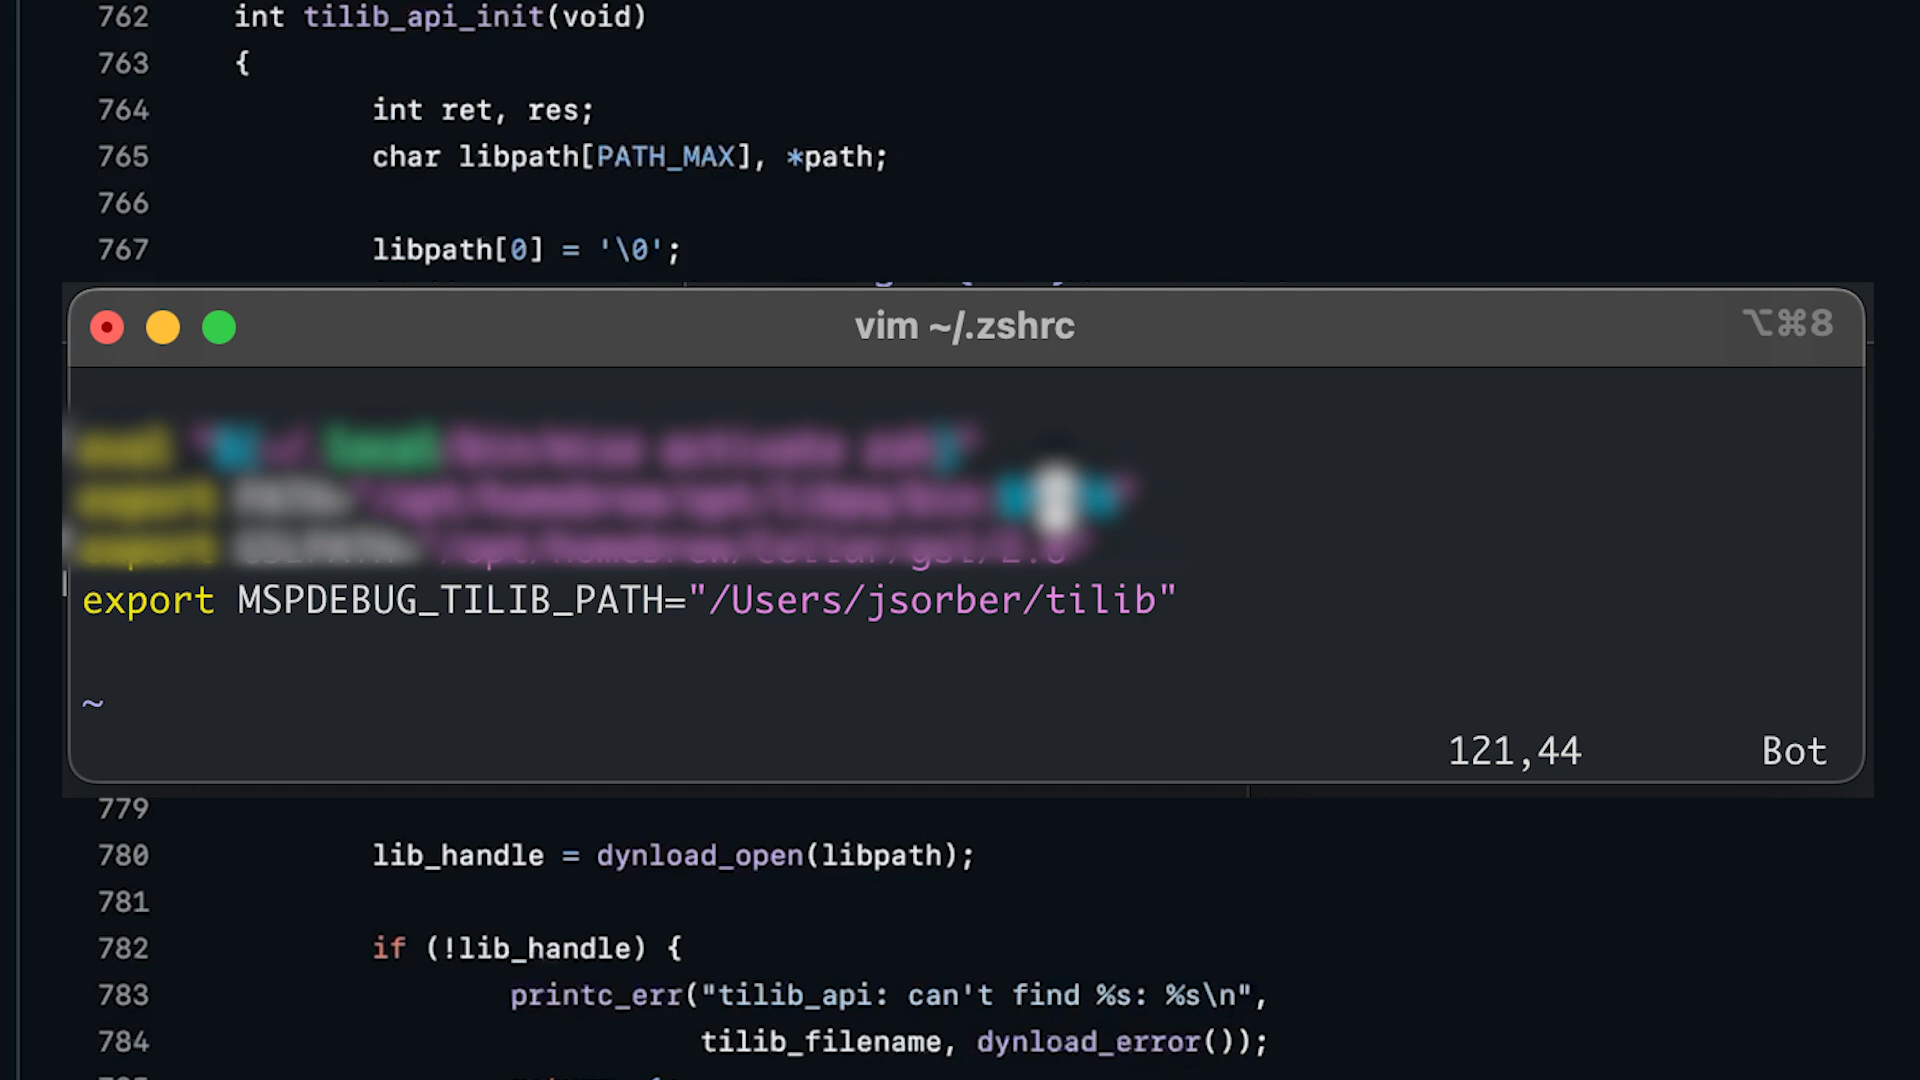 762 int tilib_api_init(void)
763 {
764 int ret, res;
765 char libpath[PATH_MAX], *path;
766
767 libpath[0] = '\0';
vim ~/.zshrc ⌥⌘8
export MSPDEBUG_TILIB_PATH="/Users/jsorber/tilib"
~
121,44 Bot
779
780 lib_handle = dynload_open(libpath);
781
782 if (!lib_handle) {
783 printc_err("tilib_api: can't find %s: %s\n",
784 tilib_filename, dynload_error());